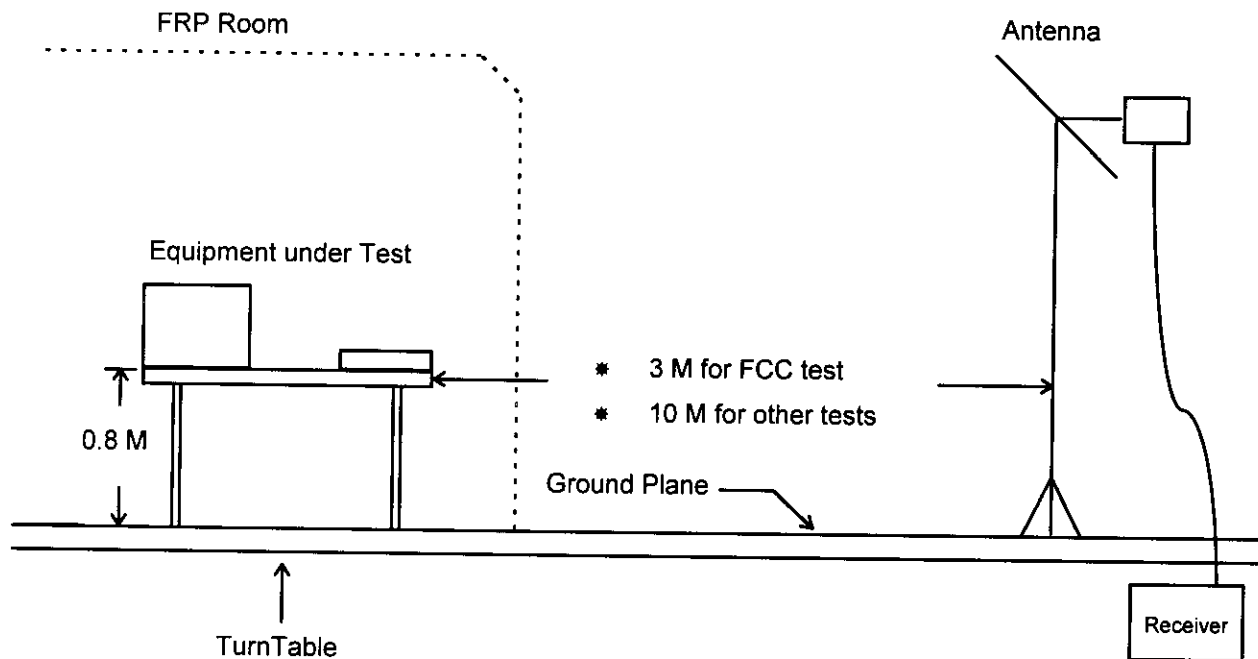 FRP Room
Antenna
Equipment under Test
* 3 M for FCC test
* 10 M for other tests
0.8 M
Ground Plane
TurnTable
Receiver